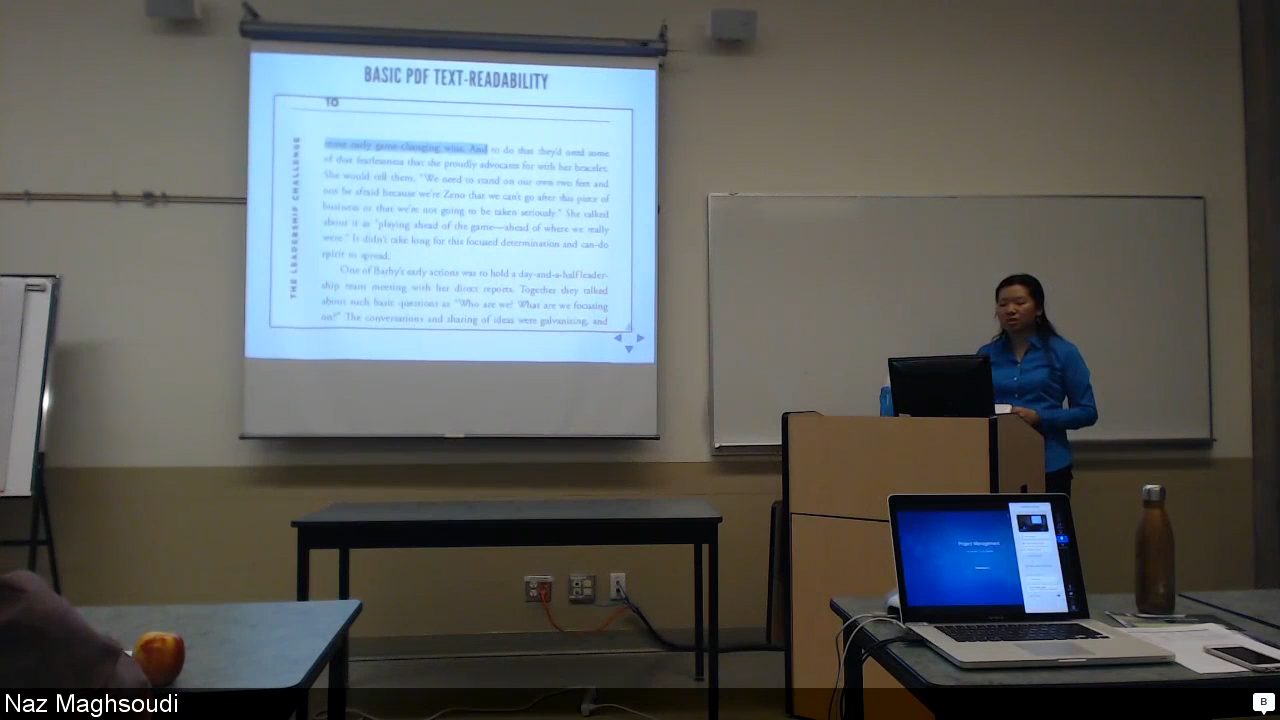 BASIC PDF TEXT-READABILITY
10
THE LEADERSHIP CHALLENGE
some early game-changing wins. And to do that they'd need some
of that fearlessness that she proudly advocates for with her bracelet.
She would tell them, "We need to stand on our own two feet and
not be afraid because we're Zeno that we can't go after this piece of
business or that we're not going to be taken seriously." She talked
about it as "playing ahead of the game—ahead of where we really
were." It didn't take long for this focused determination and can-do
spirit to spread.
One of Barby's early actions was to hold a day-and-a-half leader-
ship team meeting with her direct reports. Together they talked
about such basic questions as "Who are we? What are we focusing
on?" The conversations and sharing of ideas were galvanizing, and
Project Management
Naz Maghsoudi
B